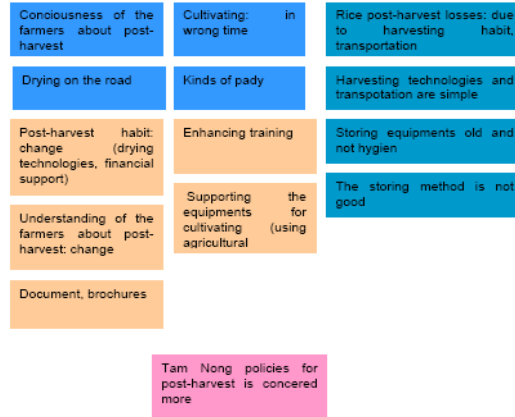 Conciousness of the
farmers about post-
harvest
Drying on the road
Post-harvest habit:
change (drying
technologies, financial
support)
Understanding of the
farmers about post-
harvest: change
Document, brochures
Cultivating: in
wrong time
Kinds of pady
Enhancing training
Supporting the
equipments for
cultivating (using
agricultural
Rice post-harvest losses: due
to harvesting habit,
transportation
Harvesting technologies and
transpotation are simple
Storing equipments old and
not hygien
The storing method is not
good
Tam Nong policies for
post-harvest is concered
more